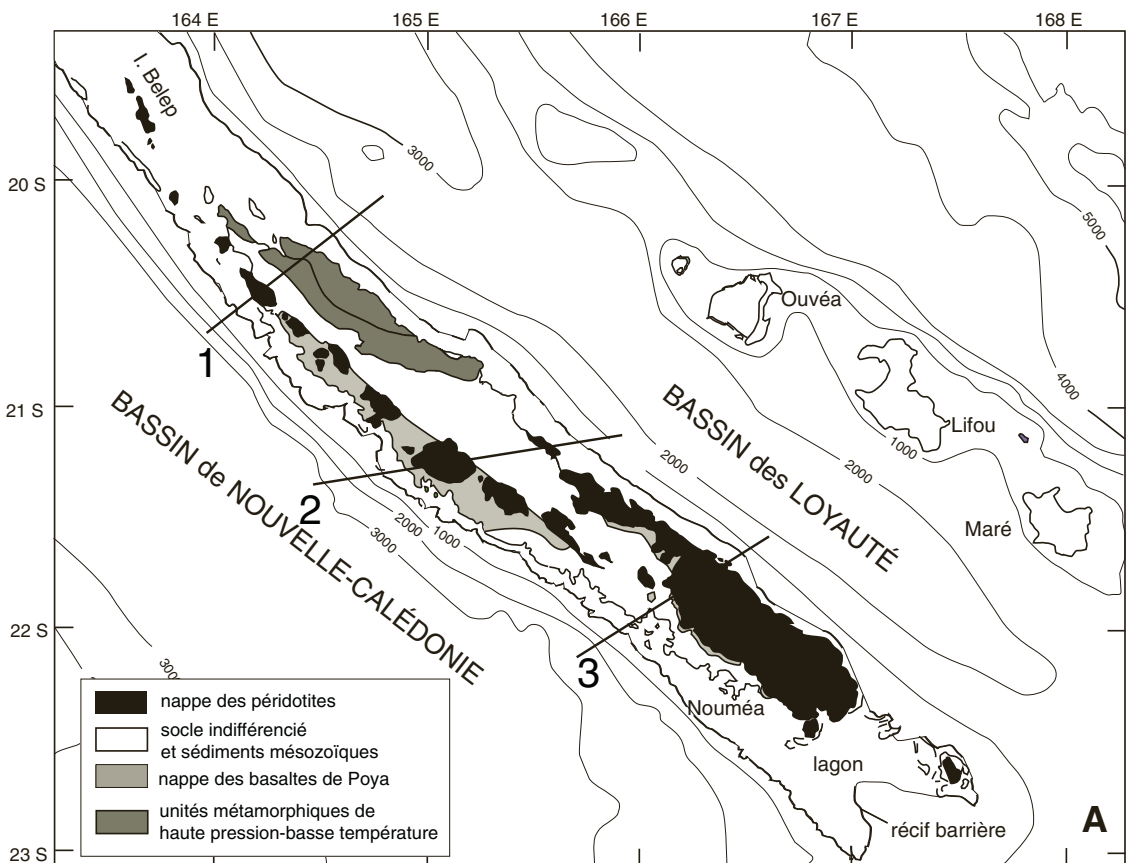 164 E
165 E
166 E
167 E
168 E
I. Belep
3000
20 S
5000
Ouvéa
1
4000
21 S
BASSIN de NOUVELLE-CALÉDONIE
BASSIN des LOYAUTÉ
Lifou
1000
2000
2000
2
Maré
3000
2000
1000
22 S
3
300
nappe des péridotites
socle indifférencié
et sédiments mésozoïques
nappe des basaltes de Poya
unités métamorphiques de
haute pression-basse température
Nouméa
lagon
récif barrière
A
23 S